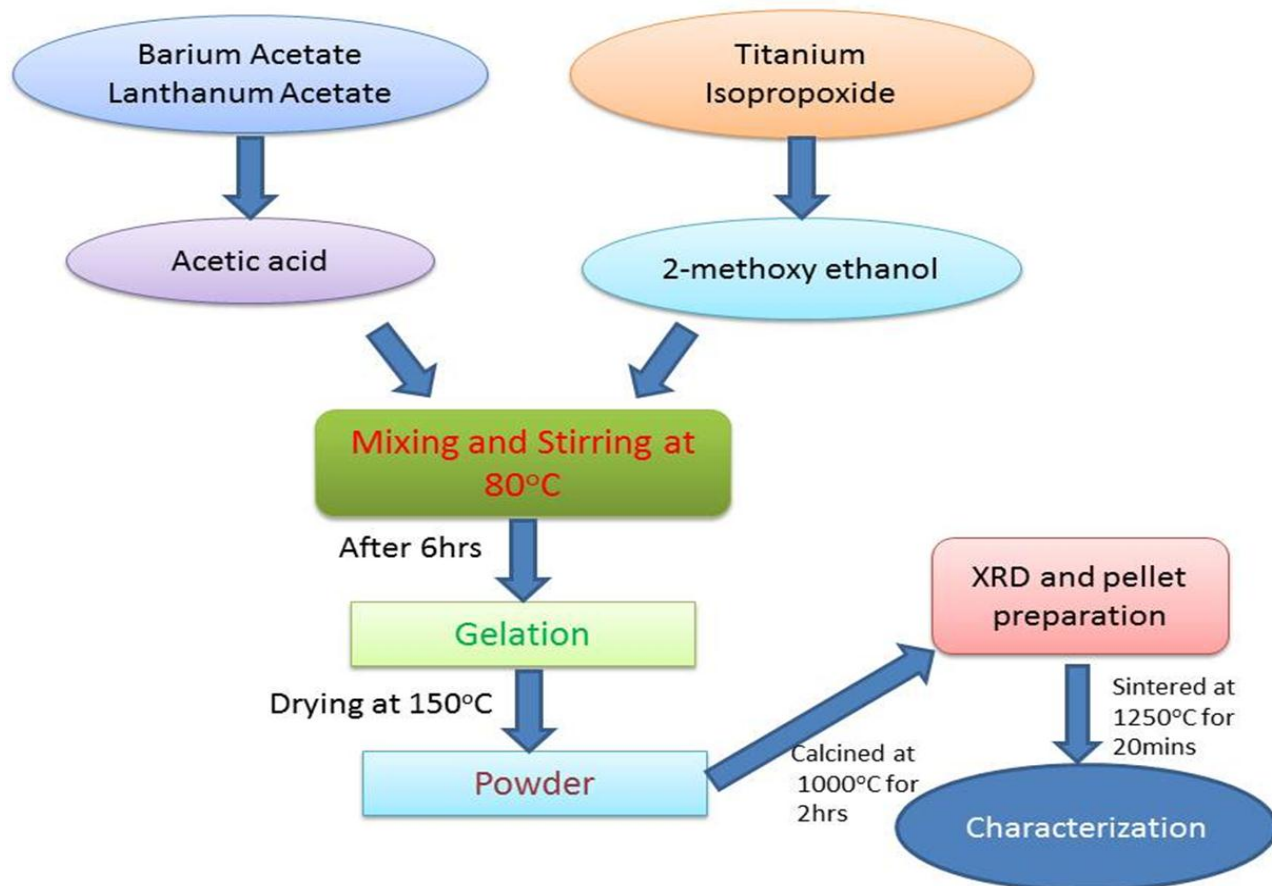 Barium Acetate
Lanthanum Acetate
Titanium
Isopropoxide
Acetic acid
2-methoxy ethanol
Mixing and Stirring at
80°C
After 6hrs
Gelation
Drying at 150°C
Powder
Calcined at
1000°C for
2hrs
XRD and pellet
preparation
Sintered at
1250°C for
20mins
Characterization